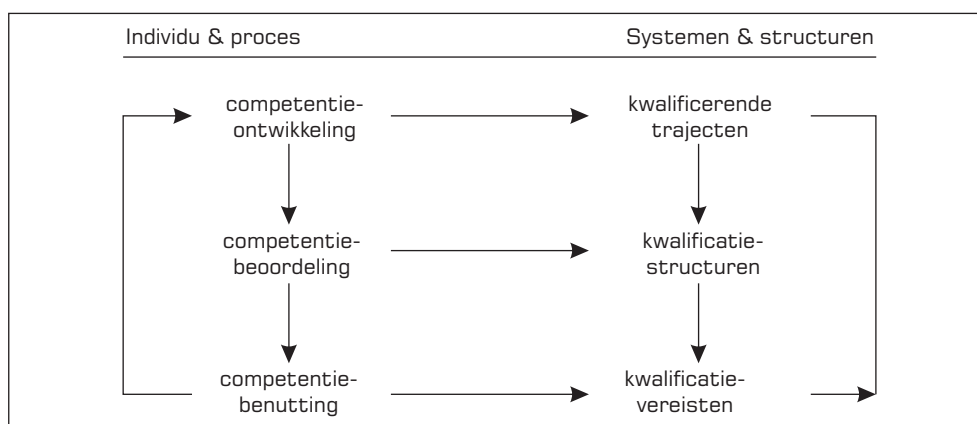 Individu & proces
Systemen & structuren
competentie-
ontwikkeling
kwalificerende
trajecten
competentie-
beoordeling
kwalificatie-
structuren
competentie-
benutting
kwalificatie-
vereisten